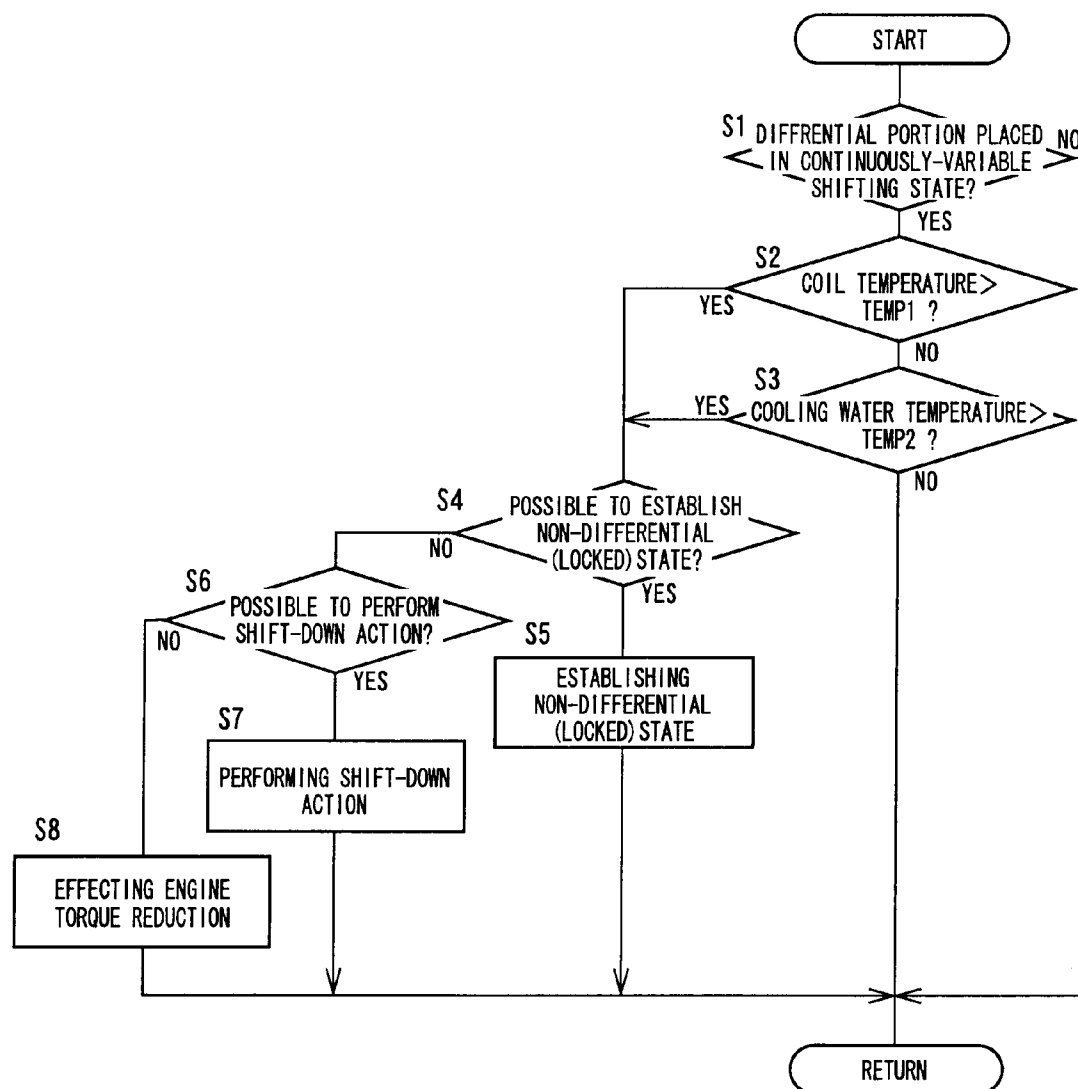 START
S1
DIFFRENTIAL PORTION PLACED
IN CONTINUOUSLY-VARIABLE
SHIFTING STATE?
NO
YES
S2
COIL TEMPERATURE>
TEMP1 ?
YES
NO
S3
COOLING WATER TEMPERATURE>
TEMP2 ?
YES
NO
S4
POSSIBLE TO ESTABLISH
NON-DIFFERENTIAL
(LOCKED) STATE?
NO
YES
S6
POSSIBLE TO PERFORM
SHIFT-DOWN ACTION?
NO
YES
S5
ESTABLISHING
NON-DIFFERENTIAL
(LOCKED) STATE
S7
PERFORMING SHIFT-DOWN
ACTION
S8
EFFECTING ENGINE
TORQUE REDUCTION
RETURN